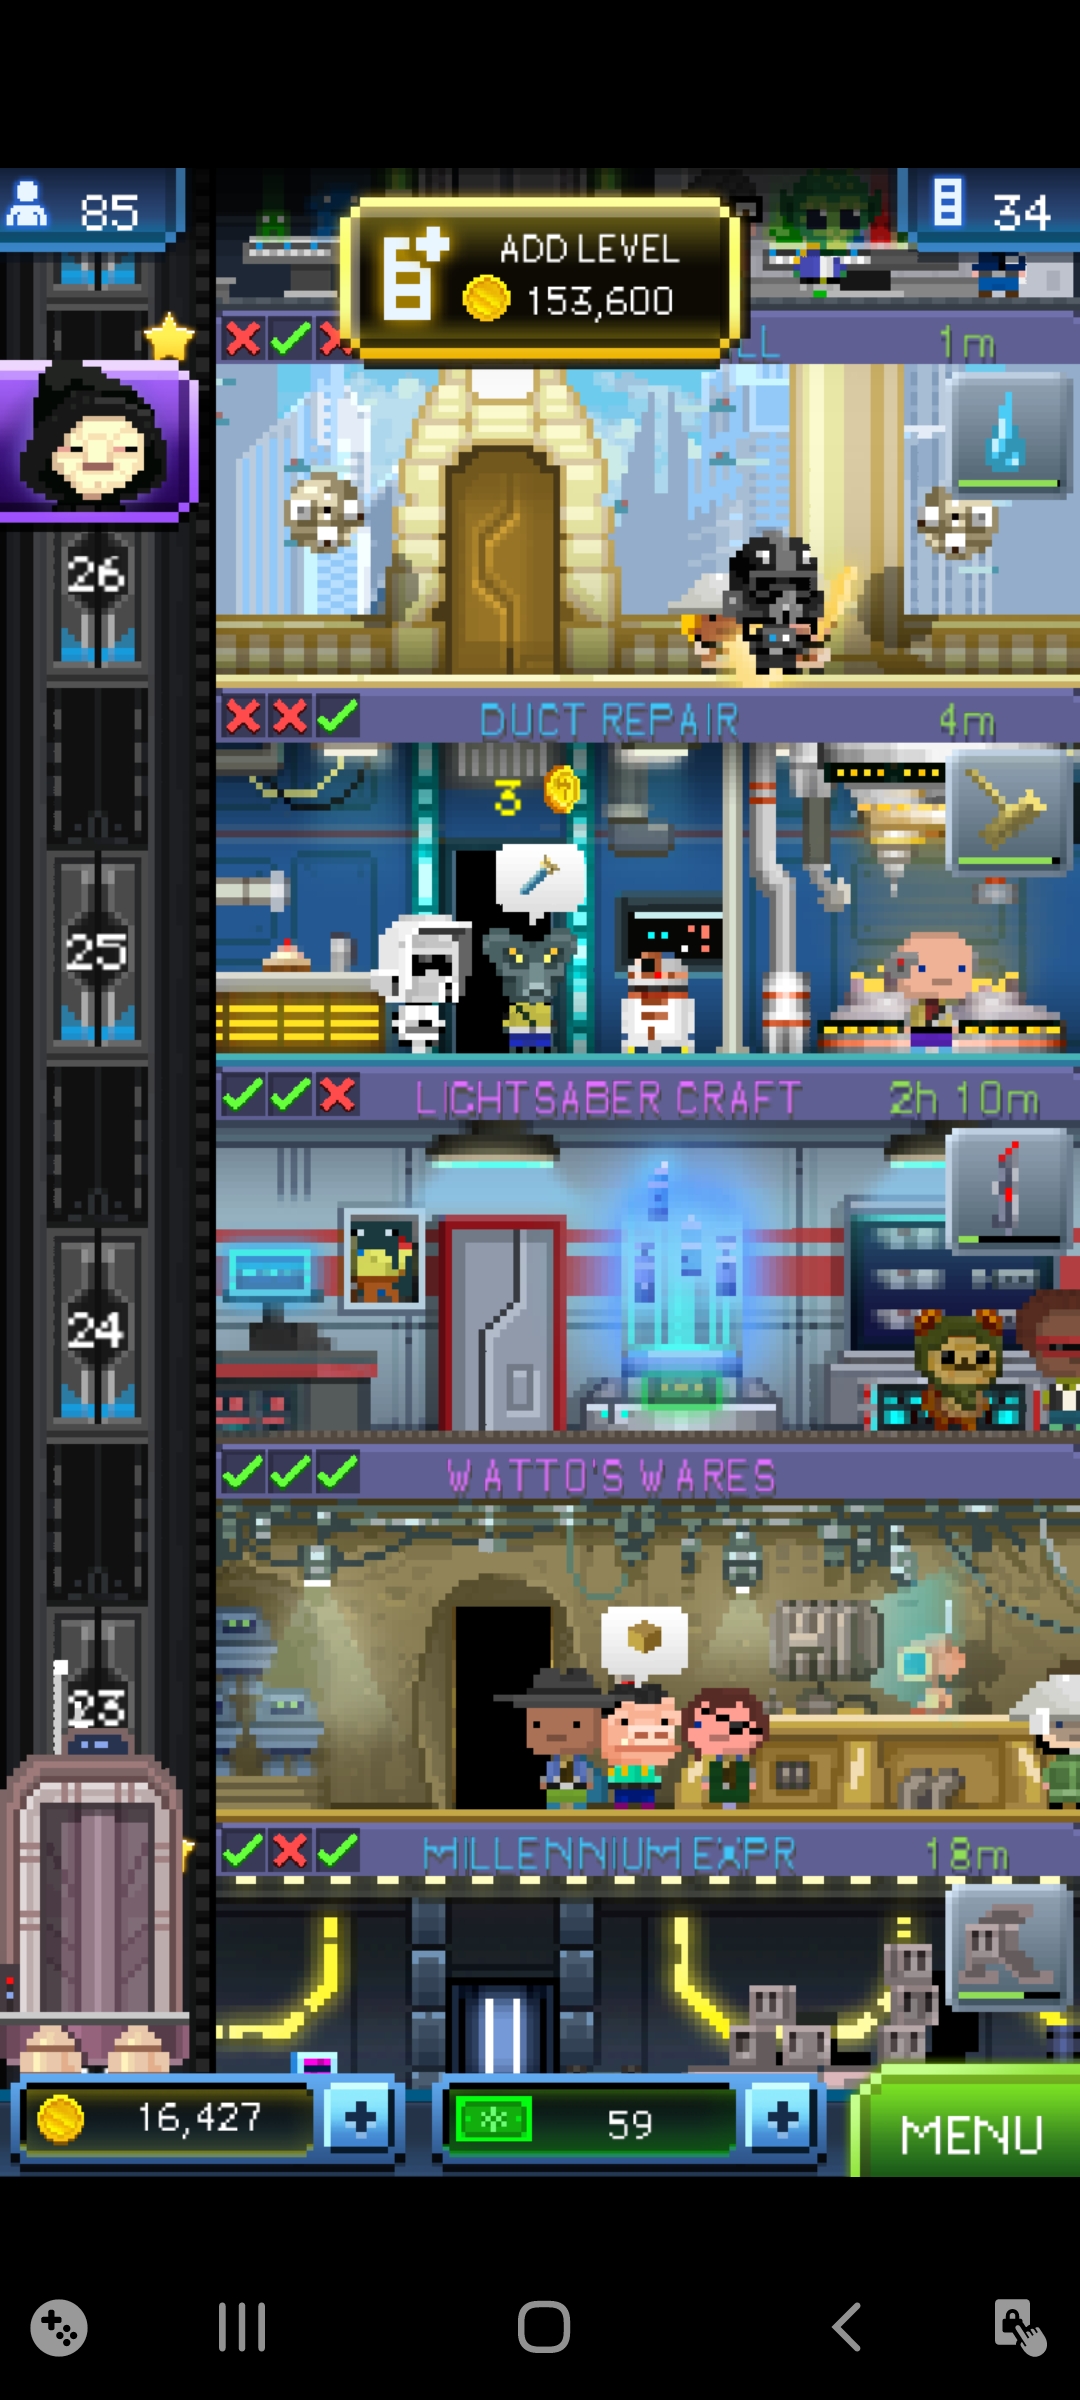 85
34
ADD LEVEL
153,600
LL
1m
26
DUCT REPAIR
4m
3
25
LIGHTSABER CRAFT
2h 10m
24
WATTO'S WARES
23
MILLENNIUM EXPR
18m
16,427
59
MENU